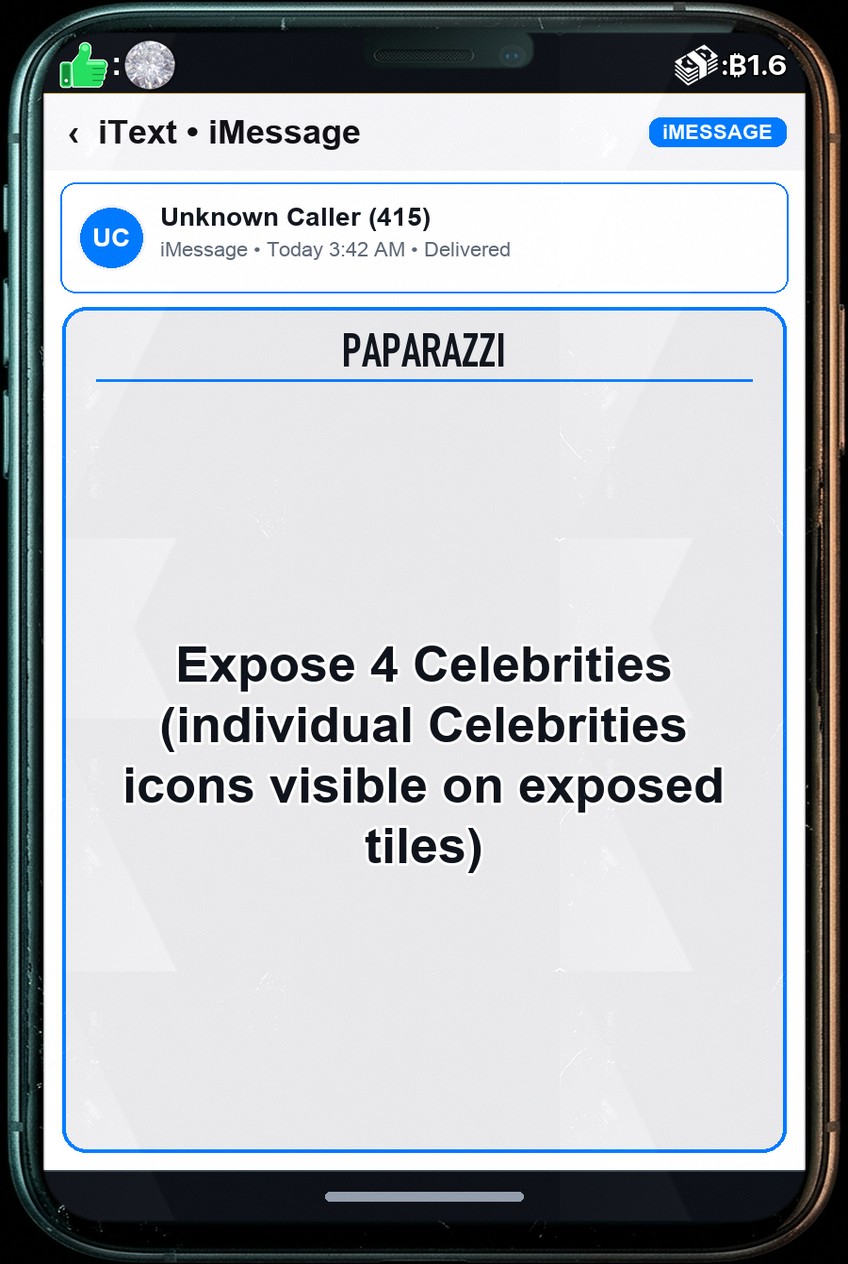 : :฿1.6
‹ iText • iMessage iMESSAGE
UC Unknown Caller (415)
iMessage • Today 3:42 AM • Delivered
PAPARAZZI
Expose 4 Celebrities
(individual Celebrities
icons visible on exposed
tiles)